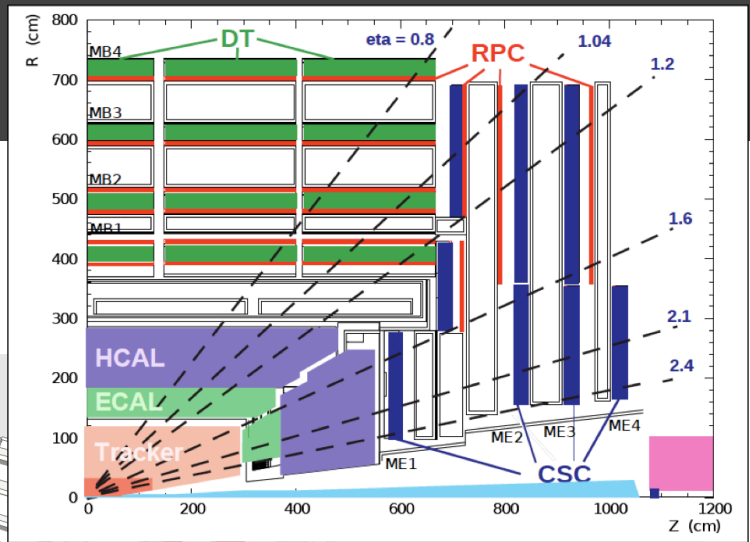 R (cm)
800
700
600
500
400
300
200
100
0
MB4
MB3
MB2
MB1
DT
eta = 0.8
RPC
1.04
1.2
1.6
2.1
2.4
HCAL
ECAL
Tracker
ME1
ME2
ME3
ME4
CSC
0
200
400
600
800
1000
1200
Z (cm)